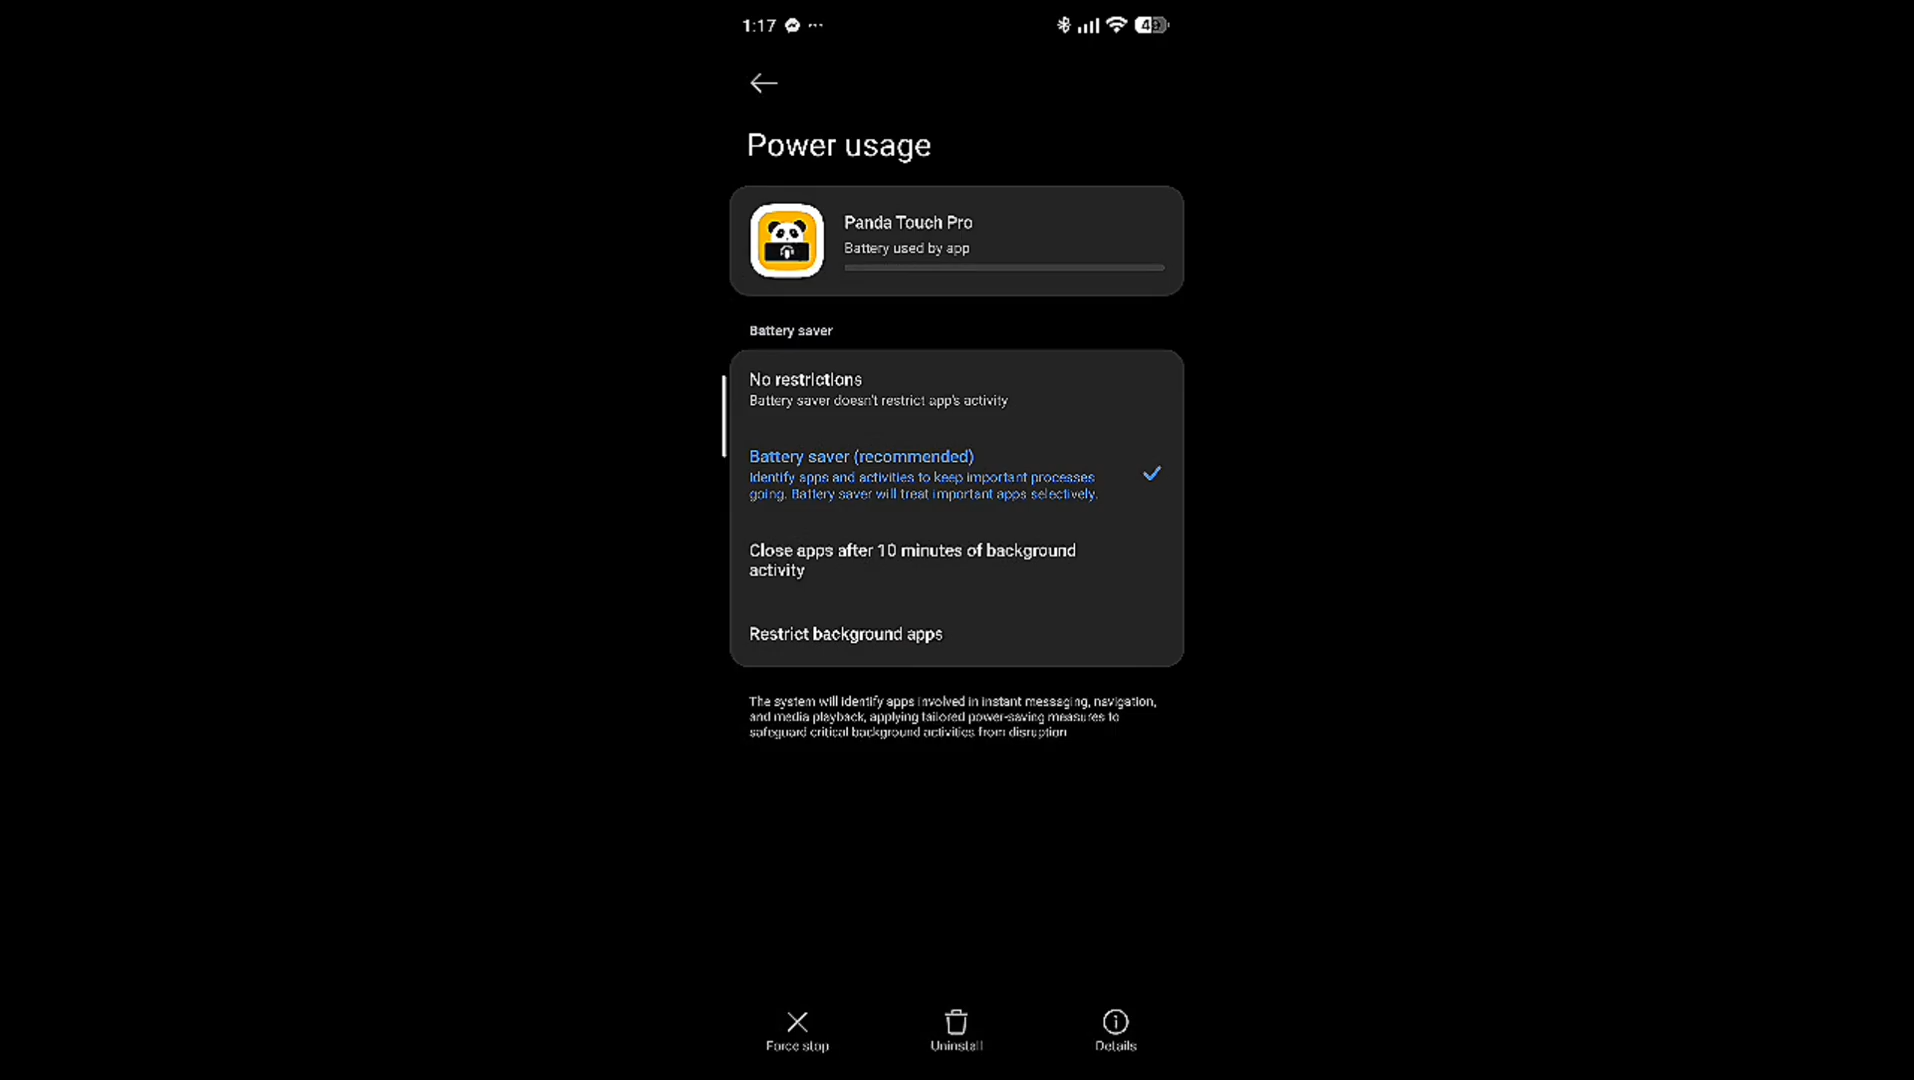 1:17
Power usage
Panda Touch Pro
Battery used by app
Battery saver
No restrictions
Battery saver doesn't restrict app's activity
Battery saver (recommended)
Identify apps and activities to keep important processes
going. Battery saver will treat important apps selectively.
Close apps after 10 minutes of background
activity
Restrict background apps
The system will identify apps involved in instant messaging, navigation,
and media playback, applying tailored power-saving measures to
safeguard critical background activities from disruption
Force stop
Uninstall
Details